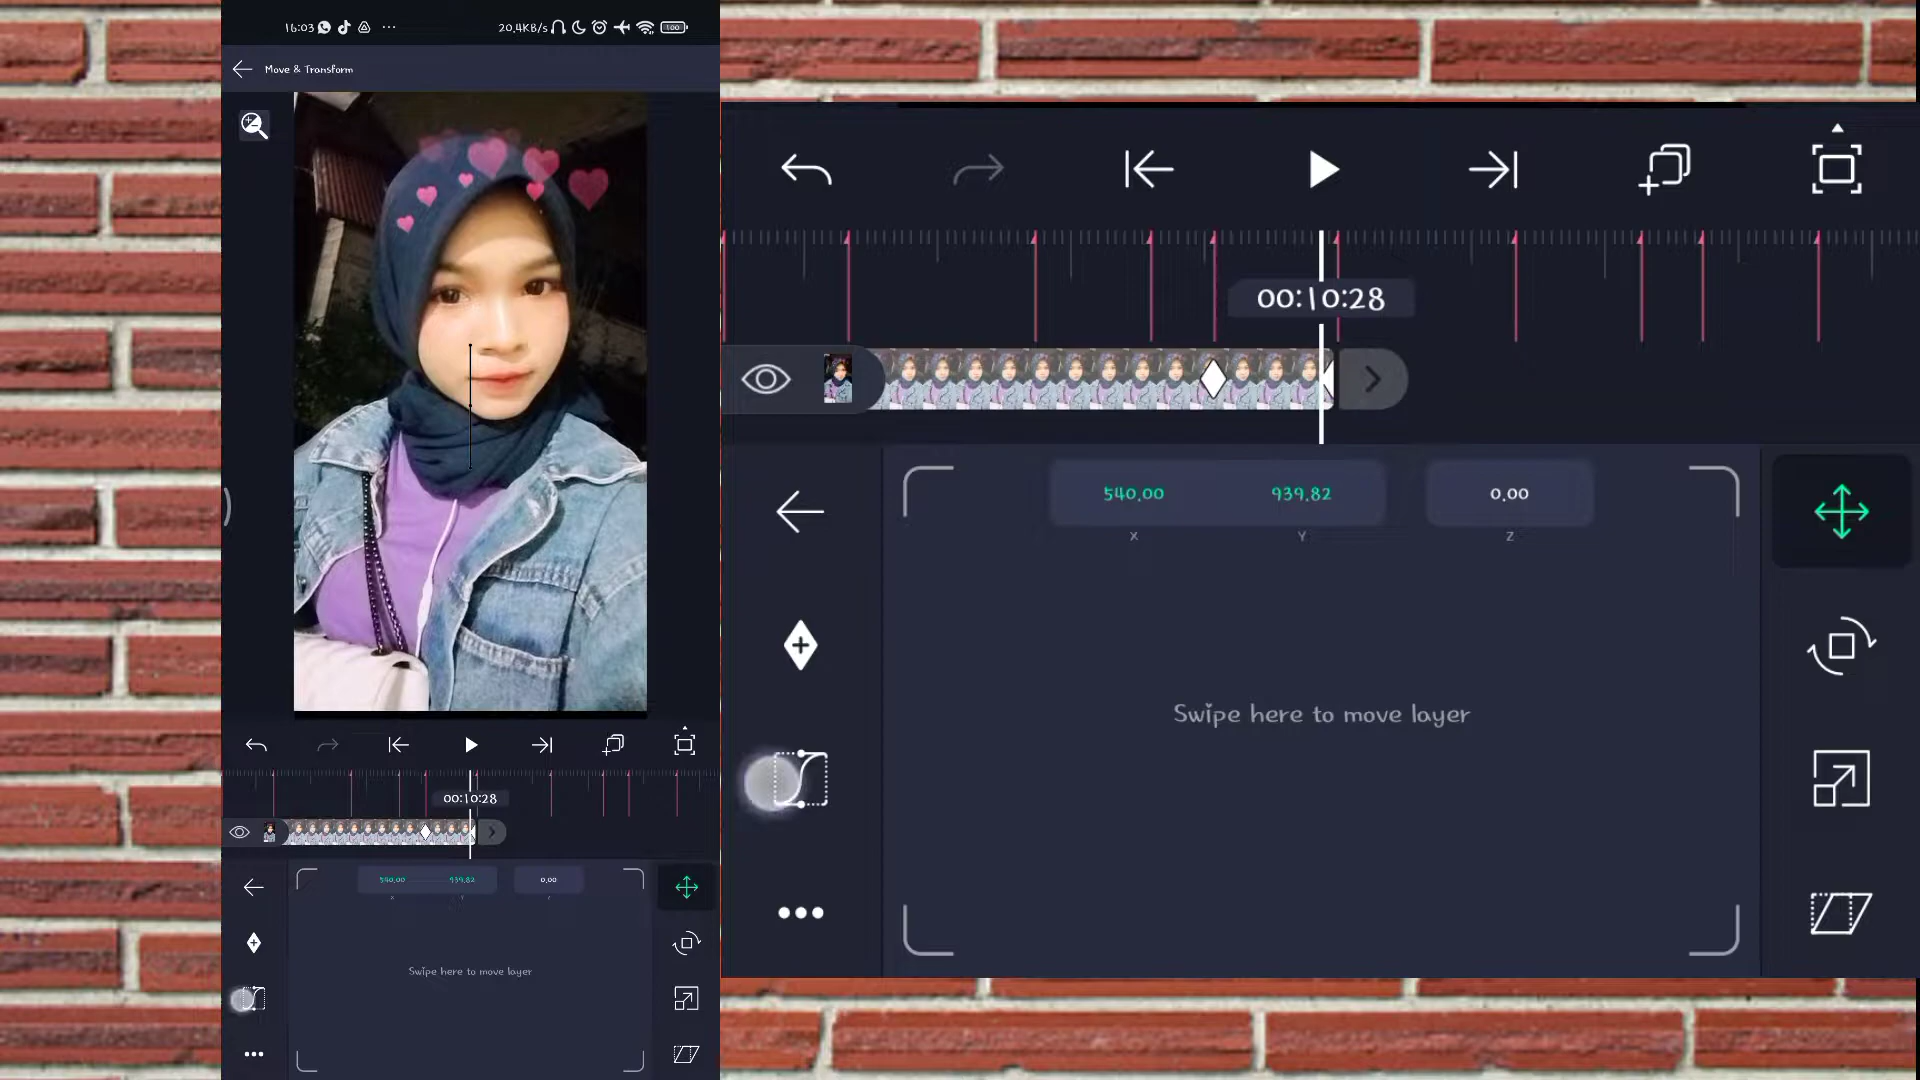 16:03 ... 20.4KB/s 100
Move & Transform
00:10:28
540.00 939.82 0.00
X Y Z
Swipe here to move layer
00:10:28
540.00 939.82 0.00
X Y Z
Swipe here to move layer